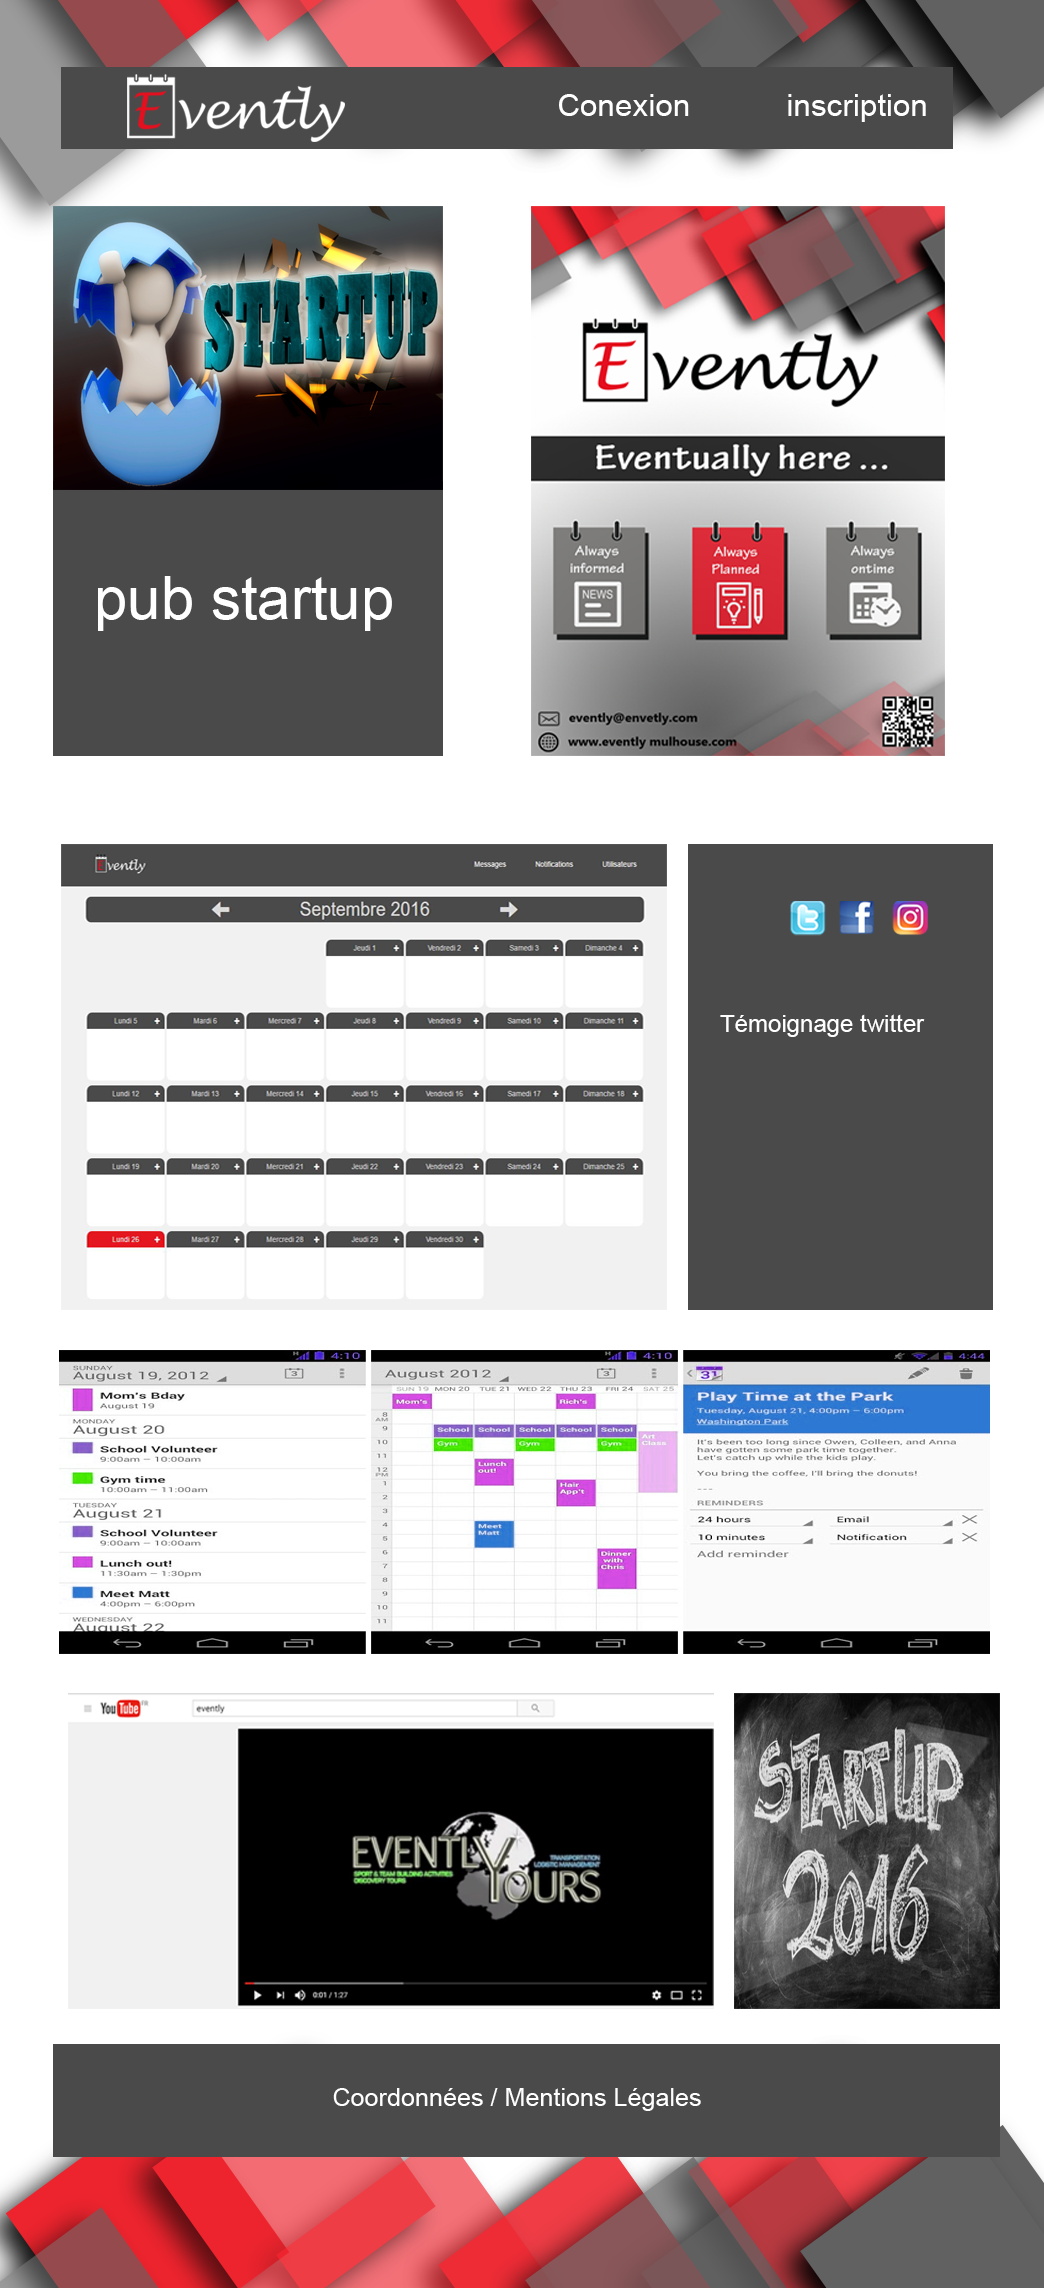 Evently
Conexion
inscription
STARTUP
pub startup
Evently
Eventually here ...
Always informed
NEWS
Always Planned
Always ontime
evently@envetly.com
www.evently mulhouse.com
Evently
Messages
Notifications
Utilisateurs
Septembre 2016
Jeudi 1 +
Vendredi 2 +
Samedi 3 +
Dimanche 4 +
Lundi 5 +
Mardi 6 +
Mercredi 7 +
Jeudi 8 +
Vendredi 9 +
Samedi 10 +
Dimanche 11 +
Lundi 12 +
Mardi 13 +
Mercredi 14 +
Jeudi 15 +
Vendredi 16 +
Samedi 17 +
Dimanche 18 +
Lundi 19 +
Mardi 20 +
Mercredi 21 +
Jeudi 22 +
Vendredi 23 +
Samedi 24 +
Dimanche 25 +
Lundi 26 +
Mardi 27 +
Mercredi 28 +
Jeudi 29 +
Vendredi 30 +
Témoignage twitter
4:10
SUNDAY
August 19, 2012
3
Mom's Bday
August 19
MONDAY
August 20
School Volunteer
9:00am – 10:00am
Gym time
10:00am – 11:00am
TUESDAY
August 21
School Volunteer
9:00am – 10:00am
Lunch out!
11:30am – 1:30pm
Meet Matt
4:00pm – 6:00pm
WEDNESDAY
August 22
4:10
August 2012
3
SUN 19 MON 20 TUE 21 WED 22 THU 23 FRI 24 SAT 25
Mom's
Rich's
8 AM
9
10
11
12 PM
1
2
3
4
5
6
7
8
9
10
11
School School School School School
Gym Gym Gym
Art Class
Lunch out!
Hair App't
Meet Matt
Dinner with Chris
4:44
31
Play Time at the Park
Tuesday, August 21, 4:00pm – 6:00pm
Washington Park
It's been too long since Owen, Colleen, and Anna
have gotten some park time together.
Let's catch up while the kids play.
You bring the coffee, I'll bring the donuts!
---
REMINDERS
24 hours
Email
10 minutes
Notification
Add reminder
YouTube FR
evently
EVENTLY YOURS
SPORT & TEAM BUILDING ACTIVITIES
DISCOVERY TOURS
TRANSPORTATION
LOGISTIC MANAGEMENT
0:01 / 1:27
STARTUP
2016
Coordonnées / Mentions Légales